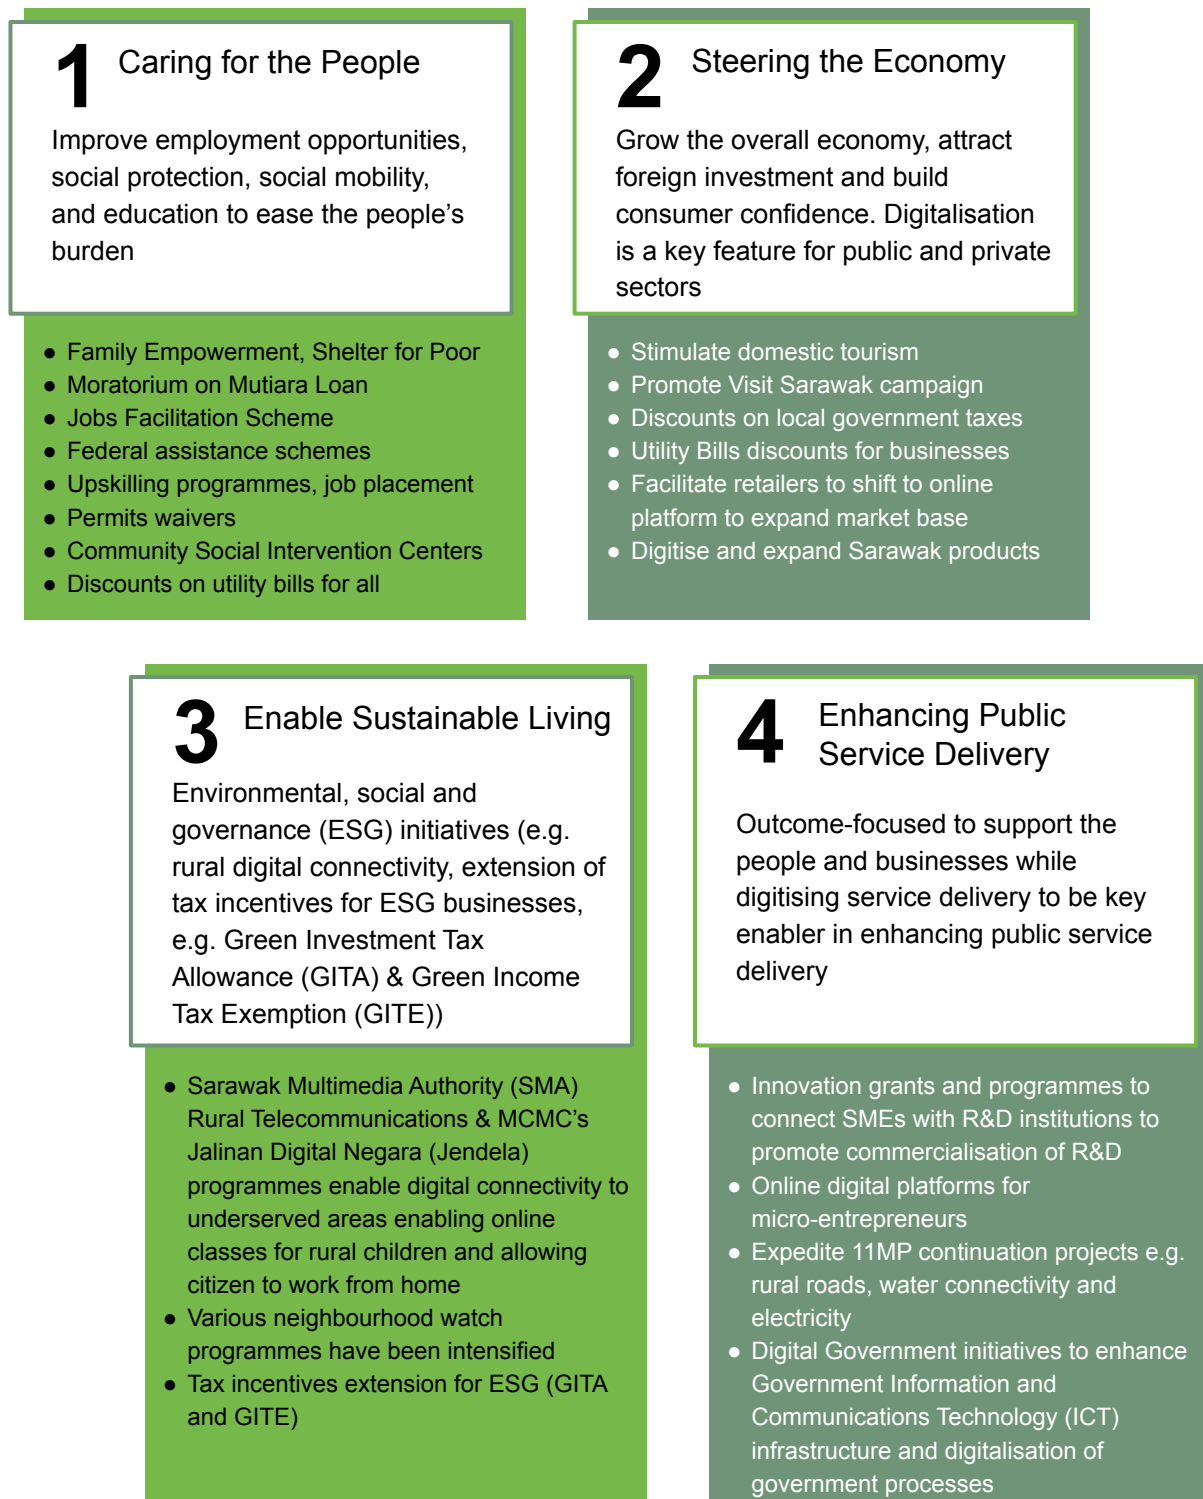 1 Caring for the People
Improve employment opportunities,
social protection, social mobility,
and education to ease the people's
burden
● Family Empowerment, Shelter for Poor
● Moratorium on Mutiara Loan
● Jobs Facilitation Scheme
● Federal assistance schemes
● Upskilling programmes, job placement
● Permits waivers
● Community Social Intervention Centers
● Discounts on utility bills for all
2 Steering the Economy
Grow the overall economy, attract
foreign investment and build
consumer confidence. Digitalisation
is a key feature for public and private
sectors
● Stimulate domestic tourism
● Promote Visit Sarawak campaign
● Discounts on local government taxes
● Utility Bills discounts for businesses
● Facilitate retailers to shift to online
platform to expand market base
● Digitise and expand Sarawak products
3 Enable Sustainable Living
Environmental, social and
governance (ESG) initiatives (e.g.
rural digital connectivity, extension of
tax incentives for ESG businesses,
e.g. Green Investment Tax
Allowance (GITA) & Green Income
Tax Exemption (GITE))
● Sarawak Multimedia Authority (SMA)
Rural Telecommunications & MCMC's
Jalinan Digital Negara (Jendela)
programmes enable digital connectivity to
underserved areas enabling online
classes for rural children and allowing
citizen to work from home
● Various neighbourhood watch
programmes have been intensified
● Tax incentives extension for ESG (GITA
and GITE)
4 Enhancing Public
Service Delivery
Outcome-focused to support the
people and businesses while
digitising service delivery to be key
enabler in enhancing public service
delivery
● Innovation grants and programmes to
connect SMEs with R&D institutions to
promote commercialisation of R&D
● Online digital platforms for
micro-entrepreneurs
● Expedite 11MP continuation projects e.g.
rural roads, water connectivity and
electricity
● Digital Government initiatives to enhance
Government Information and
Communications Technology (ICT)
infrastructure and digitalisation of
government processes